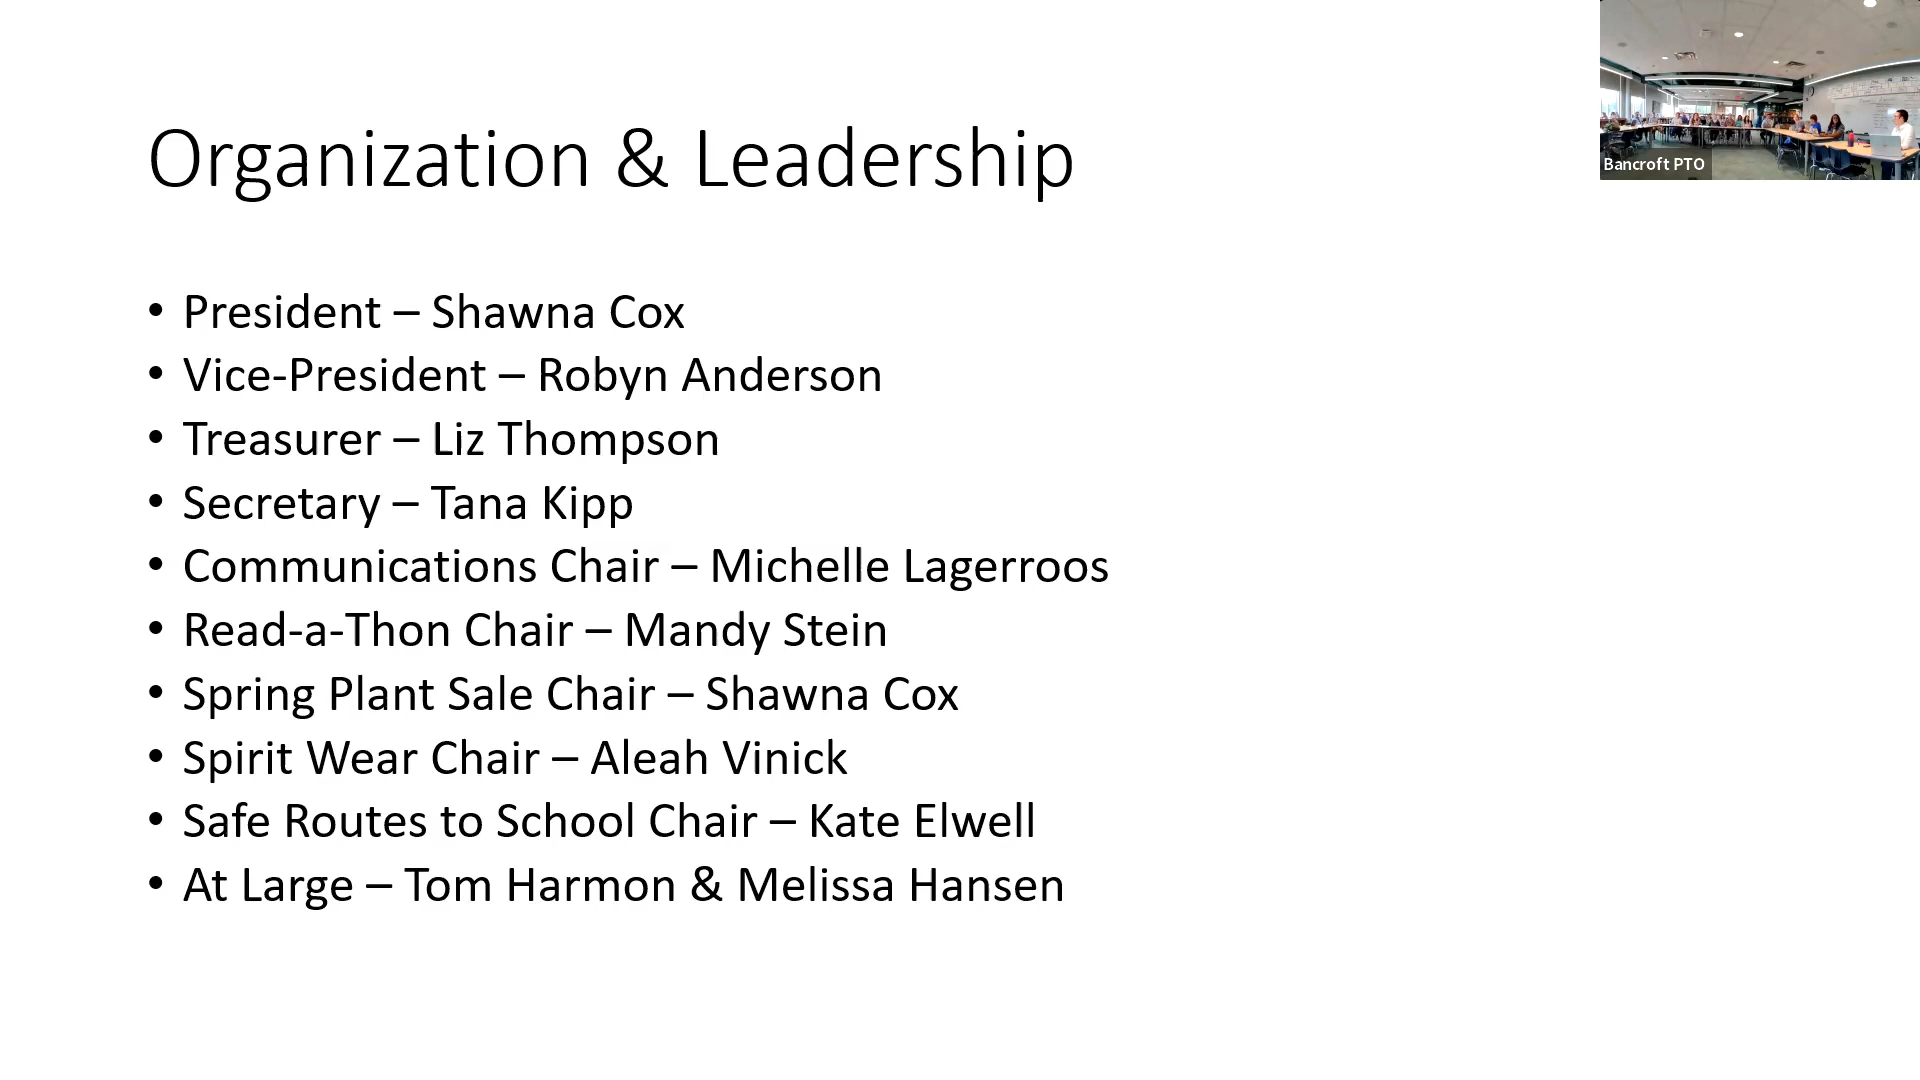 Organization & Leadership
• President – Shawna Cox
• Vice-President – Robyn Anderson
• Treasurer – Liz Thompson
• Secretary – Tana Kipp
• Communications Chair – Michelle Lagerroos
• Read-a-Thon Chair – Mandy Stein
• Spring Plant Sale Chair – Shawna Cox
• Spirit Wear Chair – Aleah Vinick
• Safe Routes to School Chair – Kate Elwell
• At Large – Tom Harmon & Melissa Hansen
Bancroft PTO